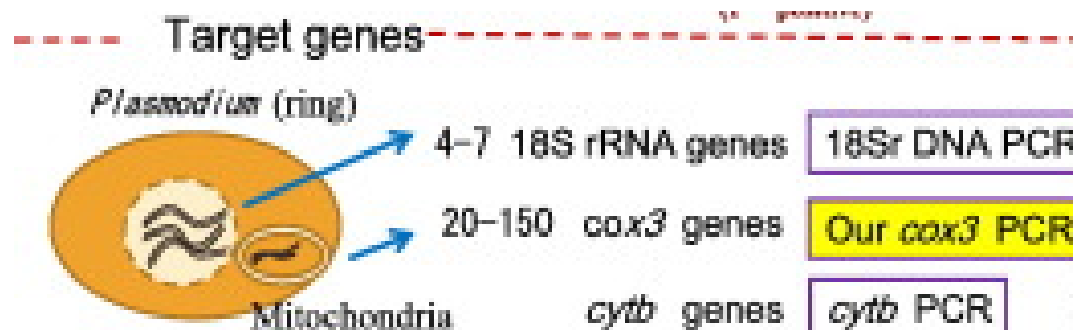 Target genes
Plasmodium (ring)
4-7 18S rRNA genes 18Sr DNA PCR
20-150 cox3 genes Our cox3 PCR
Mitochondria cytb genes cytb PCR